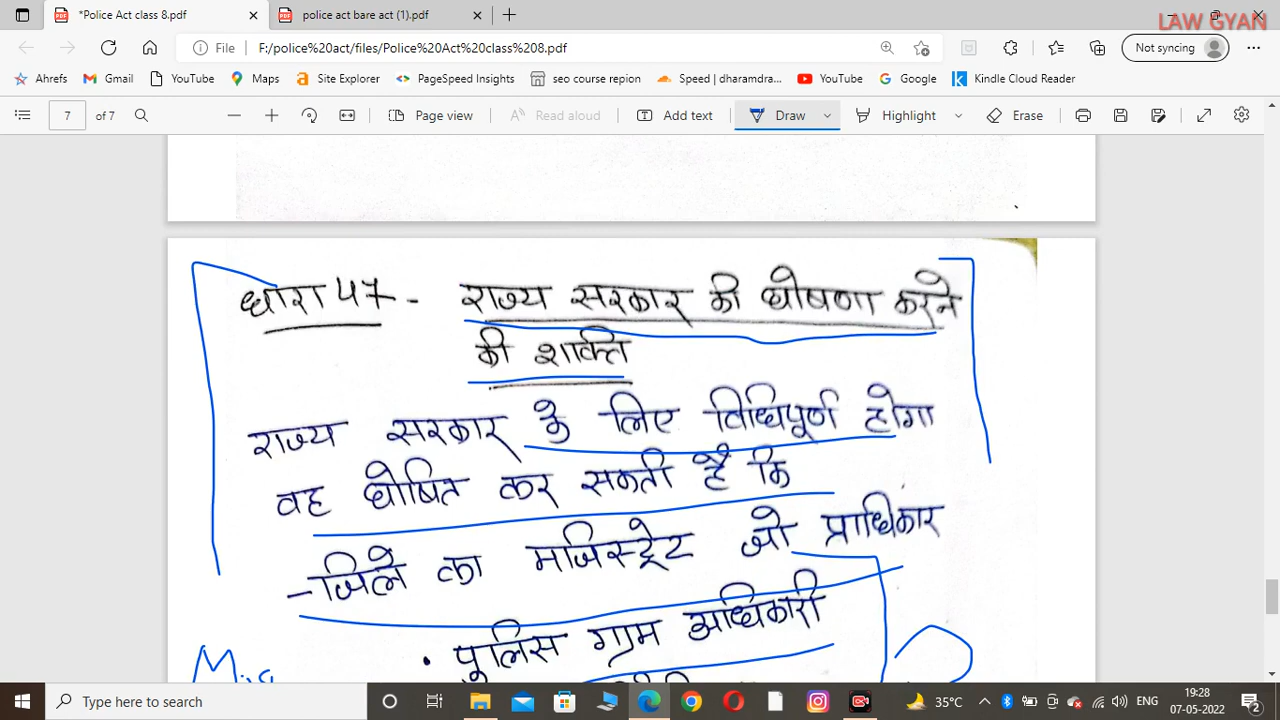 *Police Act class 8.pdf
police act bare act (1).pdf
LAW GYAN
File
F:/police%20act/files/Police%20Act%20class%208.pdf
Not syncing
Ahrefs
Gmail
YouTube
Maps
Site Explorer
PageSpeed Insights
seo course repion
Speed | dharamdra...
YouTube
Google
Kindle Cloud Reader
7 of 7
Page view
Read aloud
Add text
Draw
Highlight
Erase
धारा 47 - राज्य सरकार की घोषणा करने
की शक्ति
राज्य सरकार के लिए विधिपूर्ण होगा
वह घोषित कर सकती है कि
- जिले का मजिस्ट्रेट जो प्राधिकार
• पुलिस ग्राम अधिकारी
Type here to search
35°C
ENG
19:28
07-05-2022
2